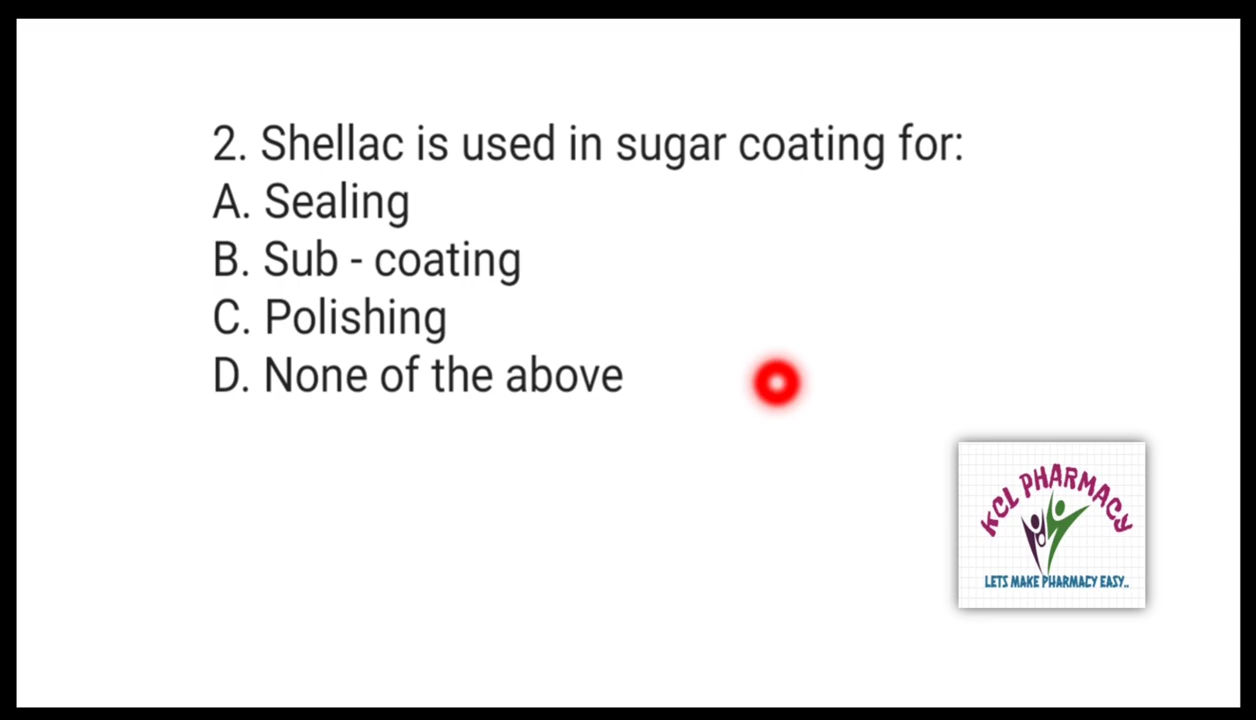 2. Shellac is used in sugar coating for:
A. Sealing
B. Sub - coating
C. Polishing
D. None of the above
KCL PHARMACY
LETS MAKE PHARMACY EASY..